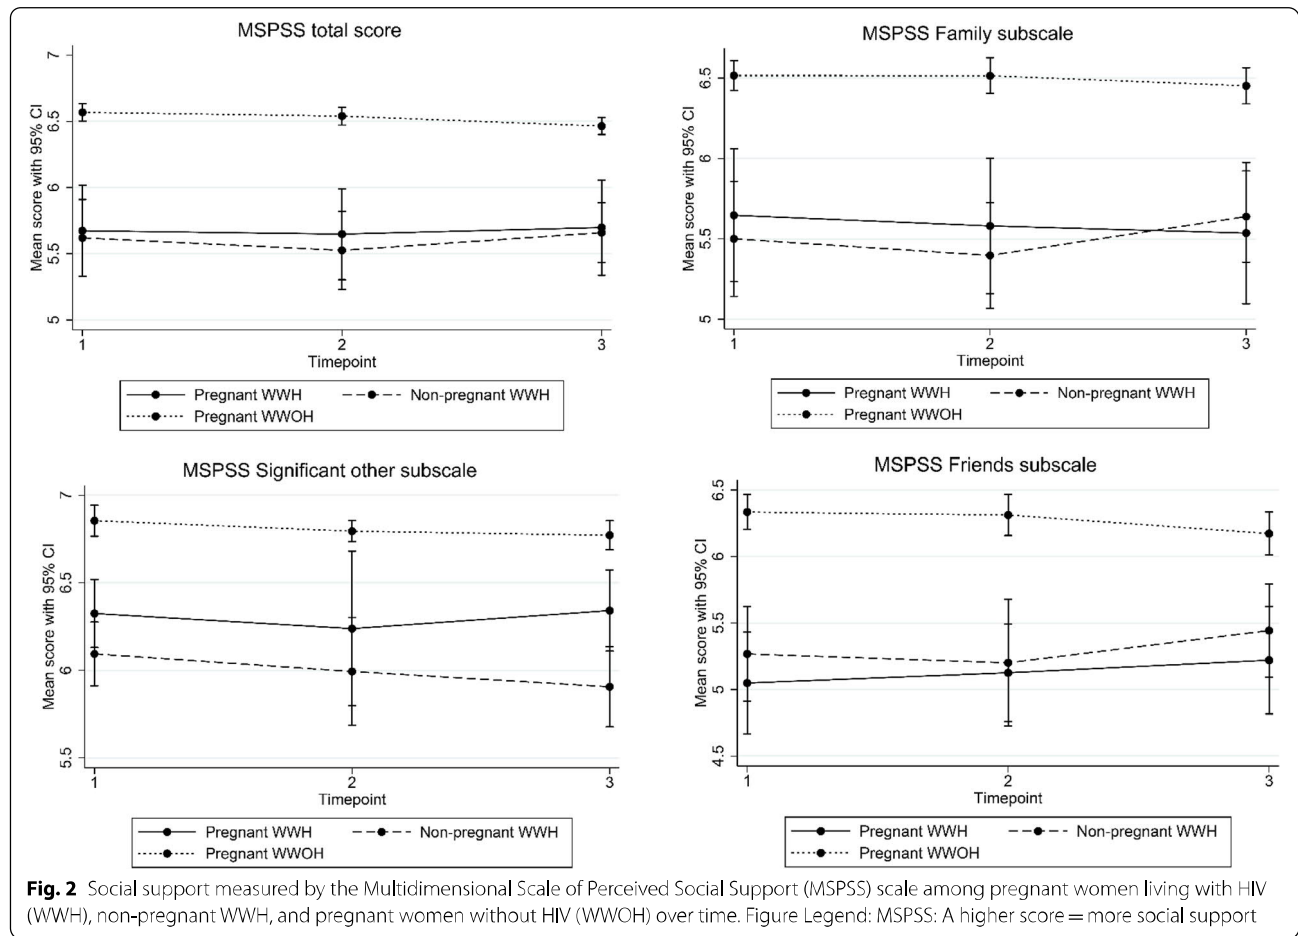 MSPSS total score
7
6.5
6
5.5
5
Mean score with 95% CI
1 2 3
Timepoint
Pregnant WWH Non-pregnant WWH
Pregnant WWOH
MSPSS Family subscale
6.5
6
5.5
5
Mean score with 95% CI
1 2 3
Timepoint
Pregnant WWH Non-pregnant WWH
Pregnant WWOH
MSPSS Significant other subscale
7
6.5
6
5.5
Mean score with 95% CI
1 2 3
Timepoint
Pregnant WWH Non-pregnant WWH
Pregnant WWOH
MSPSS Friends subscale
6.5
6
5.5
5
4.5
Mean score with 95% CI
1 2 3
Timepoint
Pregnant WWH Non-pregnant WWH
Pregnant WWOH
Fig. 2 Social support measured by the Multidimensional Scale of Perceived Social Support (MSPSS) scale among pregnant women living with HIV
(WWH), non-pregnant WWH, and pregnant women without HIV (WWOH) over time. Figure Legend: MSPSS: A higher score = more social support